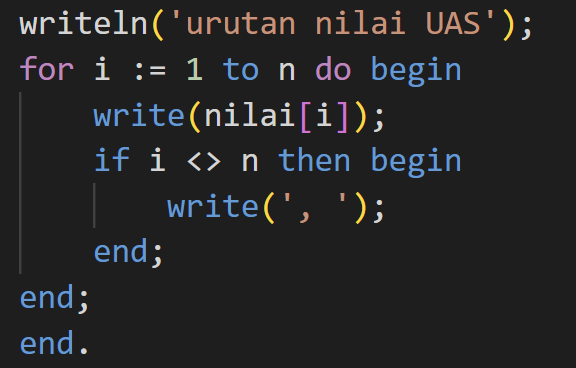 writeln('urutan nilai UAS');
for i := 1 to n do begin
    write(nilai[i]);
    if i <> n then begin
        write(', ');
    end;
end;
end.